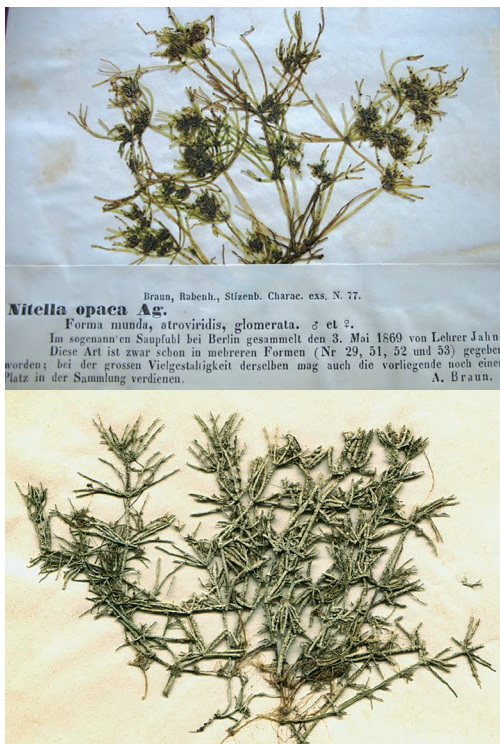 Braun, Rabenh., Stizenb. Charac. exs. N. 77.
Nitella opaca Ag.
Forma munda, atroviridis, glomerata. ♂ et ♀.
Im sogenannten Saupfuhl bei Berlin gesammelt den 3. Mai 1869 von Lehrer Jahn
Diese Art ist zwar schon in mehreren Formen (Nr 29, 51, 52 und 53) gegeben
worden; bei der grossen Vielgestaltigkeit derselben mag auch die vorliegende noch einen
Platz in der Sammlung verdienen. A. Braun.